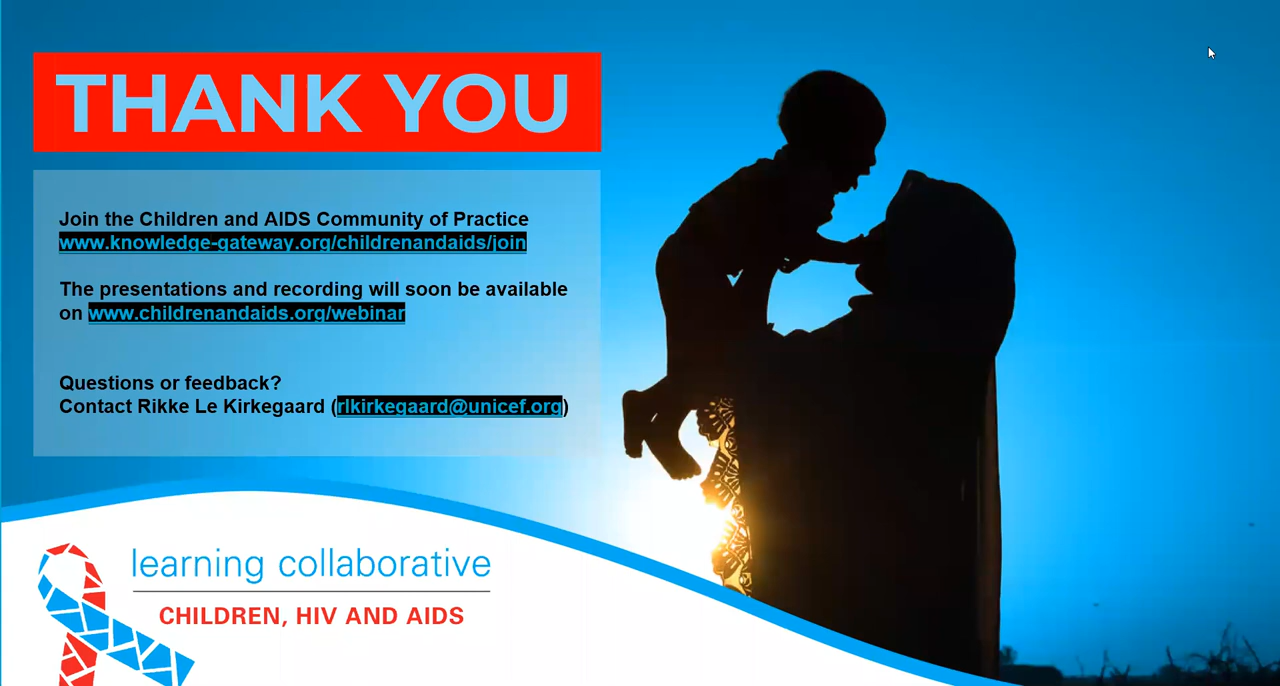 THANK YOU
Join the Children and AIDS Community of Practice
www.knowledge-gateway.org/childrenandaids/join
The presentations and recording will soon be available
on www.childrenandaids.org/webinar
Questions or feedback?
Contact Rikke Le Kirkegaard (rlkirkegaard@unicef.org)
learning collaborative
CHILDREN, HIV AND AIDS